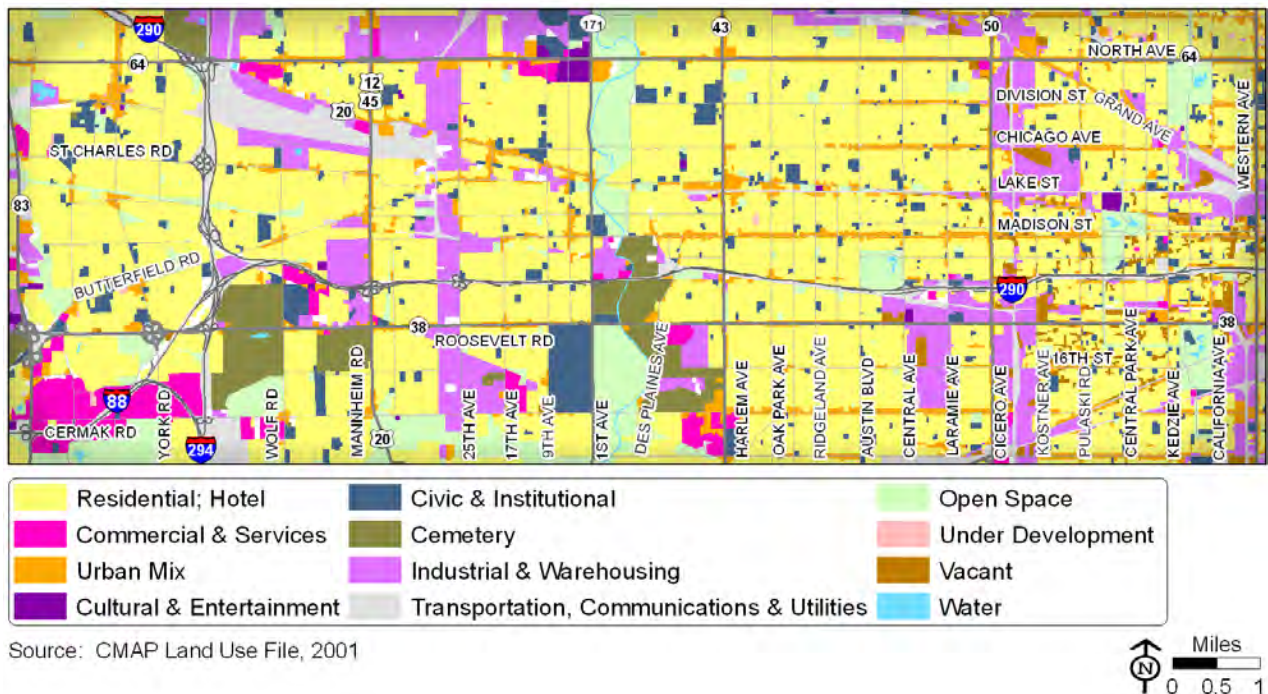 290
171
43
50
NORTH AVE
64
64
12
45
20
DIVISION ST
GRAND AVE
WESTERN AVE
CHICAGO AVE
ST CHARLES RD
LAKE ST
83
MADISON ST
BUTTERFIELD RD
290
38
ROOSEVELT RD
38
16TH ST
88
CERMAK RD
294
YORK RD
WOLF RD
MANNHEIM RD
20
25TH AVE
17TH AVE
9TH AVE
1ST AVE
DES PLAINES AVE
HARLEM AVE
OAK PARK AVE
RIDGELAND AVE
AUSTIN BLVD
CENTRAL AVE
LARAMIE AVE
CICERO AVE
KOSTNER AVE
PULASKI RD
CENTRAL PARK AVE
KEDZIE AVE
CALIFORNIA AVE
Residential; Hotel
Commercial & Services
Urban Mix
Cultural & Entertainment
Civic & Institutional
Cemetery
Industrial & Warehousing
Transportation, Communications & Utilities
Open Space
Under Development
Vacant
Water
Source: CMAP Land Use File, 2001
N
Miles
0 0.5 1